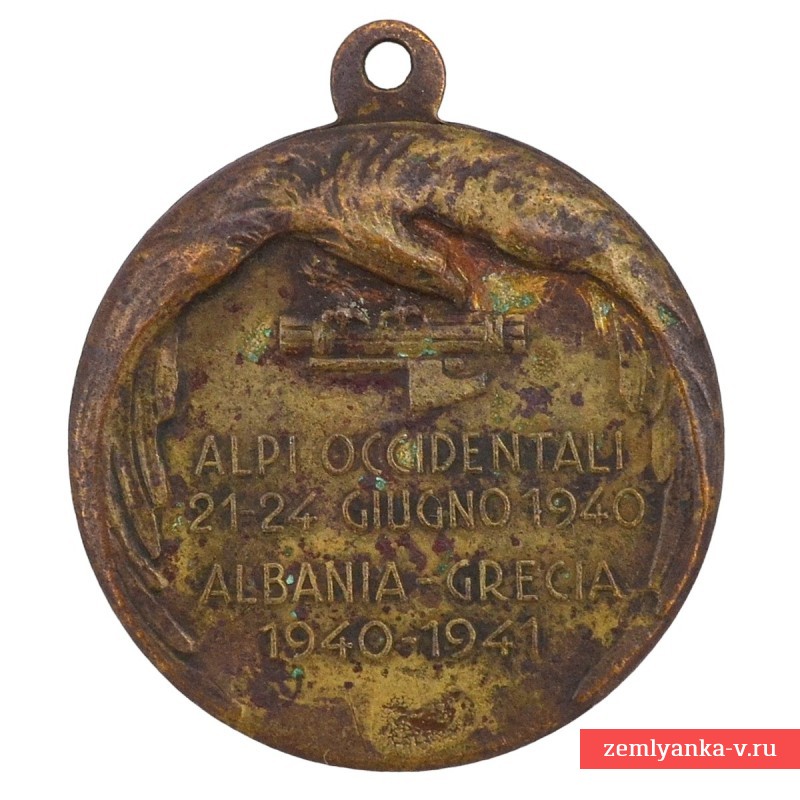 ALPI OCCIDENTALI
21-24 GIUGNO 1940
ALBANIA-GRECIA
1940-1941
zemlyanka-v.ru